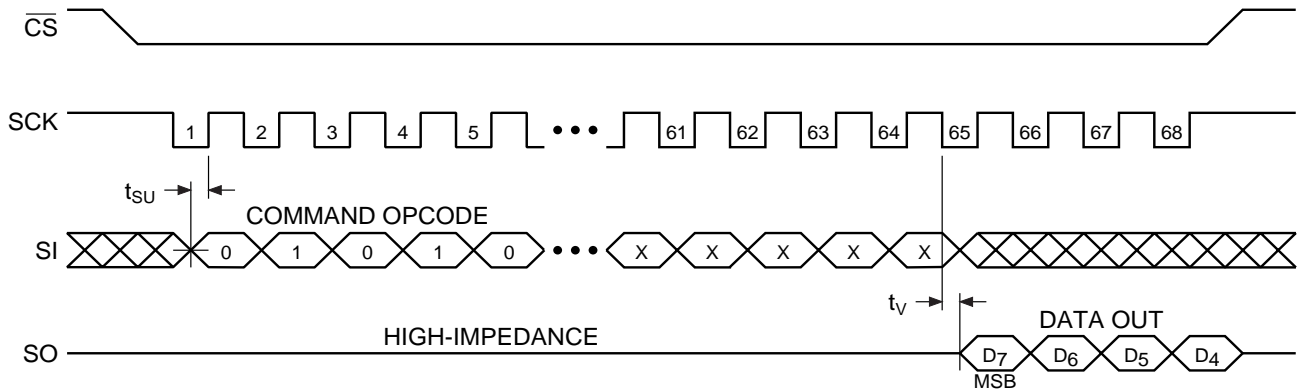 CS
SCK 1 2 3 4 5 ••• 61 62 63 64 65 66 67 68
tSU
COMMAND OPCODE
SI 0 1 0 1 0 ••• X X X X X
tV
HIGH-IMPEDANCE DATA OUT
SO D7 D6 D5 D4
MSB